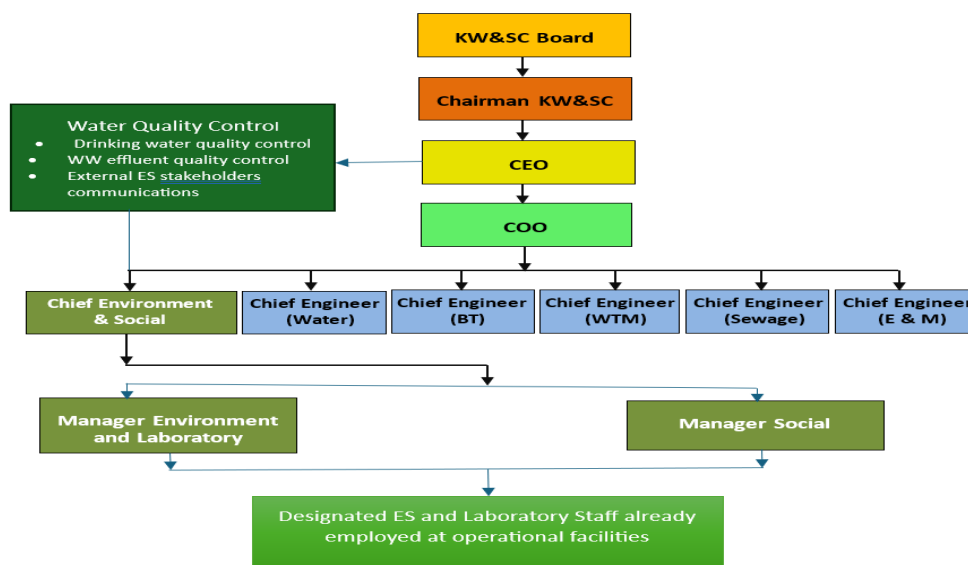 KW&SC Board
Chairman KW&SC
Water Quality Control
• Drinking water quality control
• WW effluent quality control
• External ES stakeholders
communications
CEO
COO
Chief Environment
& Social
Chief Engineer
(Water)
Chief Engineer
(BT)
Chief Engineer
(WTM)
Chief Engineer
(Sewage)
Chief Engineer
(E & M)
Manager Environment
and Laboratory
Manager Social
Designated ES and Laboratory Staff already
employed at operational facilities